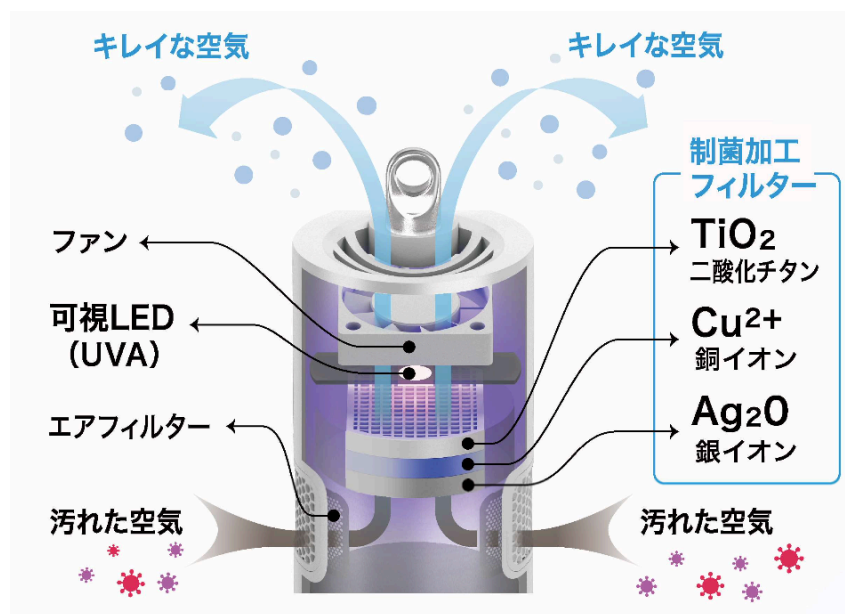 キレイな空気
キレイな空気
制菌加工
フィルター
ファン
可視LED
（UVA）
エアフィルター
TiO2
二酸化チタン
Cu2+
銅イオン
Ag2O
銀イオン
汚れた空気
汚れた空気